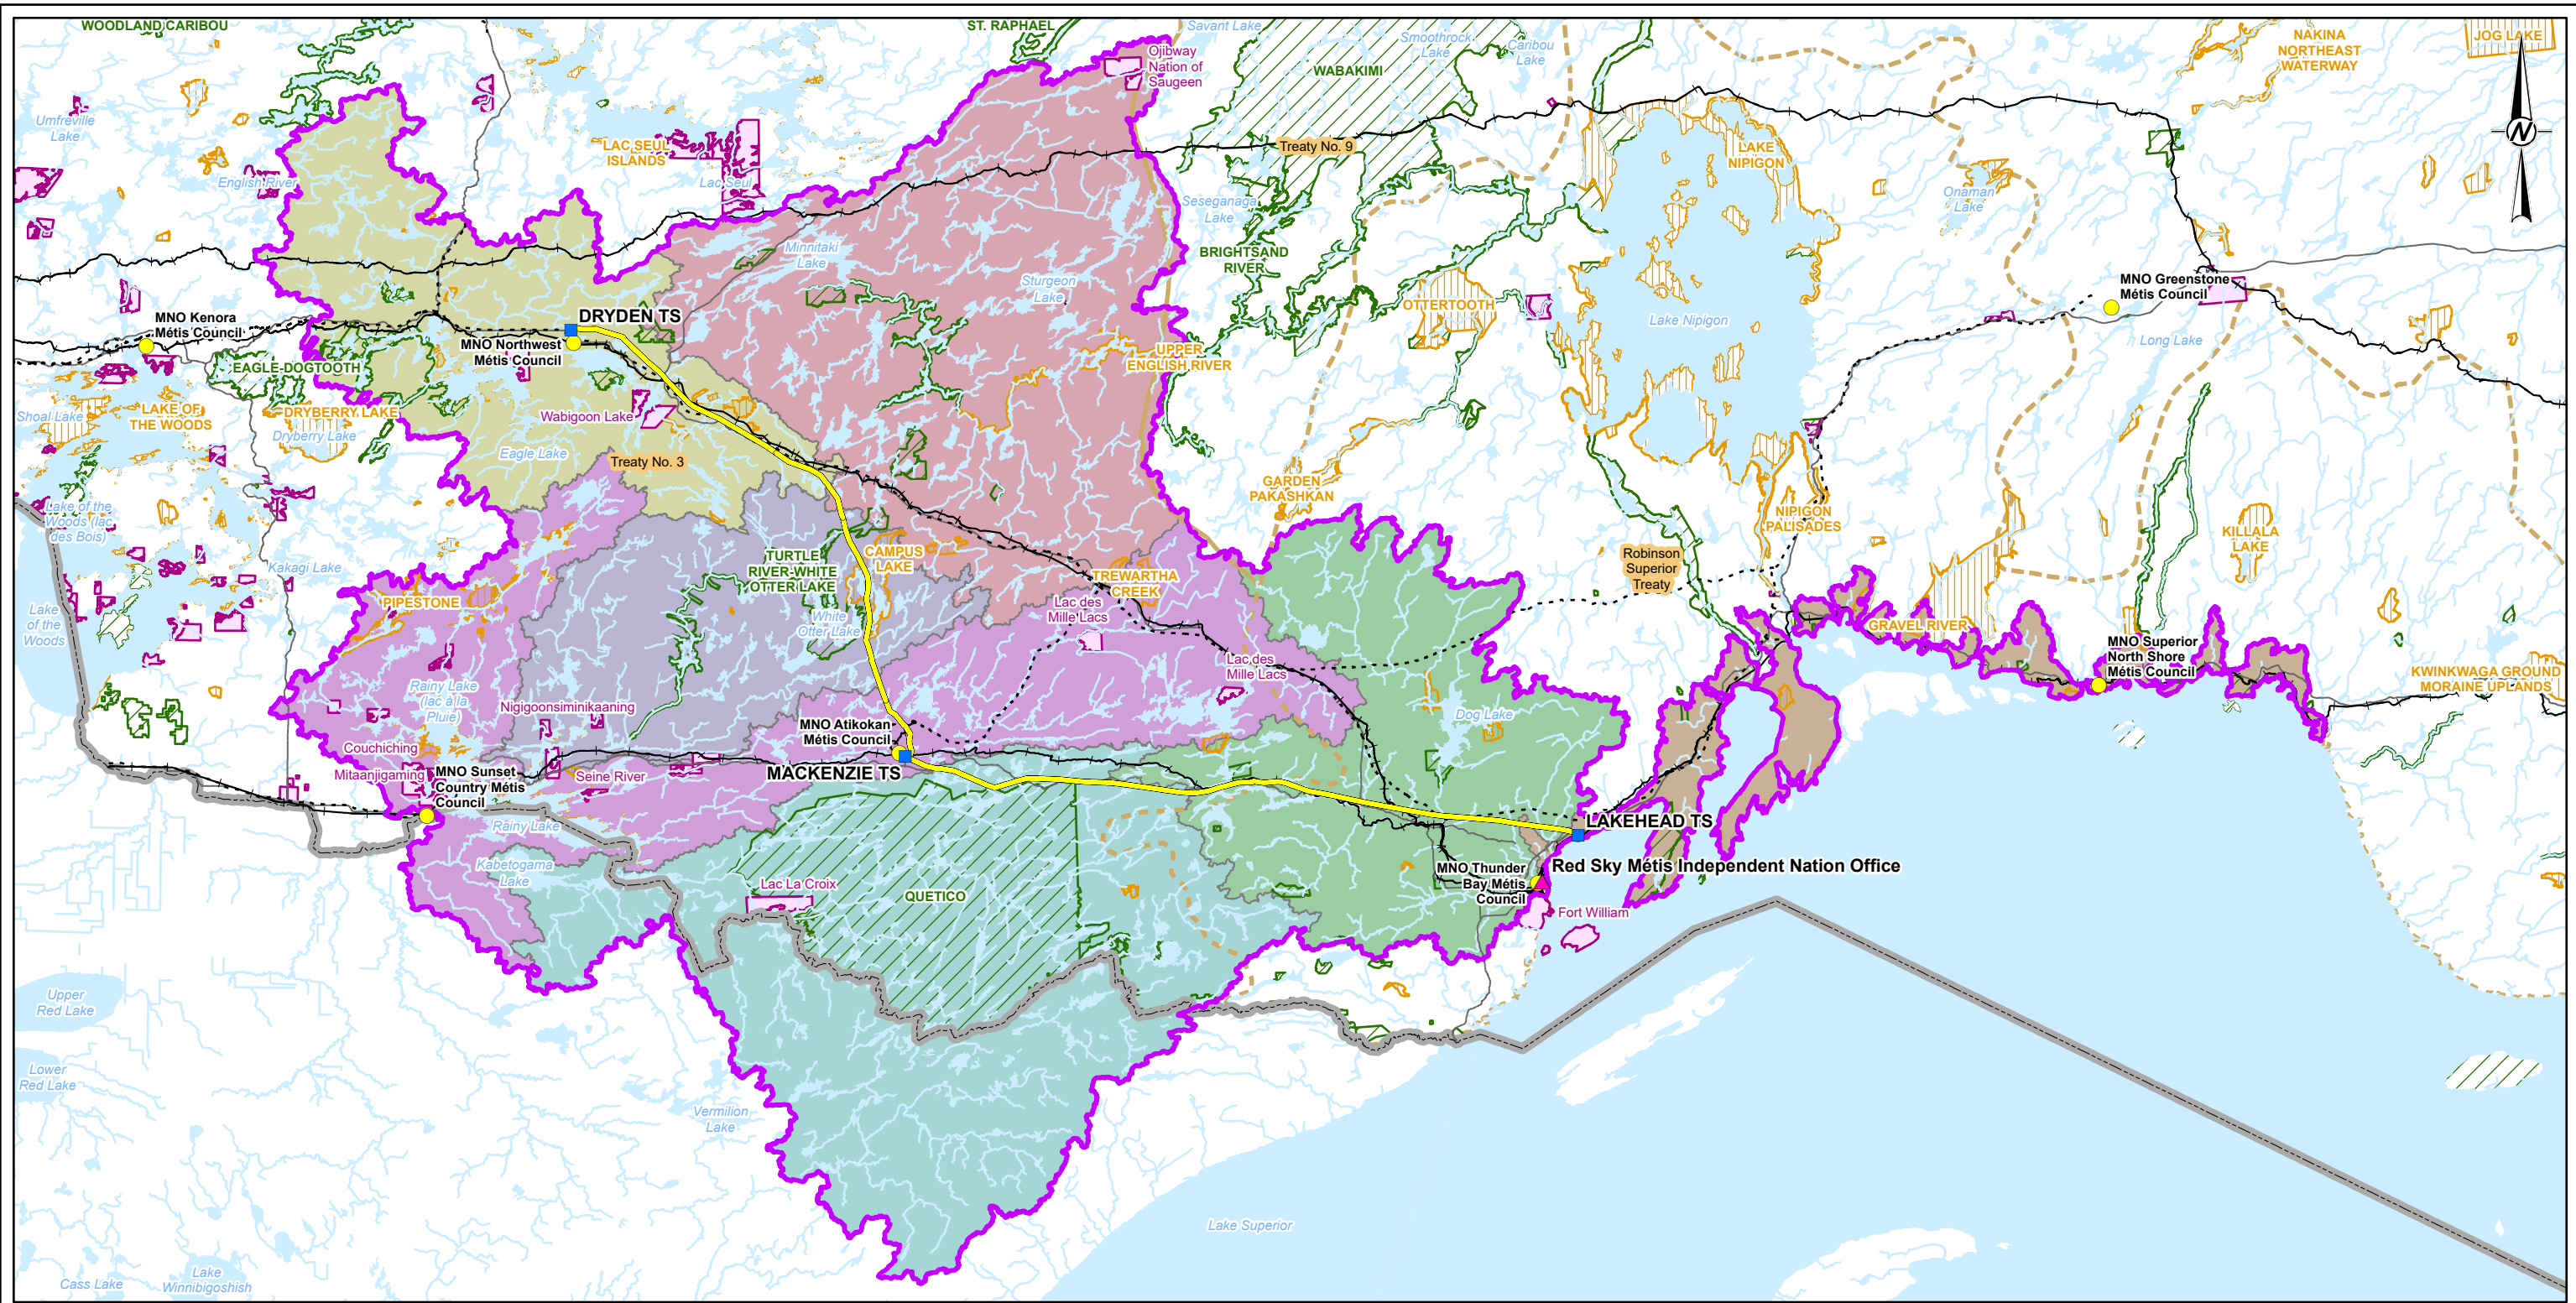 WOODLAND CARIBOU
ST. RAPHAEL
Savant Lake
Smoothrock
Lake
Caribou
Lake
NAKINA
NORTHEAST
WATERWAY
JOG LAKE
Ojibway
Nation of
Saugeen
WABAKIMI
N
Umfreville
Lake
LAC SEUL
ISLANDS
Treaty No. 9
LAKE
NIPIGON
English River
Lac Seul
Seseganaga
Lake
Onaman
Lake
Minnitaki
Lake
BRIGHTSAND
RIVER
Sturgeon
Lake
MNO Greenstone
Métis Council
OTTERTOOTH
MNO Kenora
Métis Council
DRYDEN TS
Lake Nipigon
MNO Northwest
Métis Council
Long Lake
UPPER
ENGLISH RIVER
EAGLE-DOGTOOTH
Shoal Lake
LAKE OF
THE WOODS
DRYBERRY LAKE
Wabigoon Lake
Dryberry Lake
Eagle Lake
Treaty No. 3
GARDEN
PAKASHKAN
Lake of the
Woods (lac
des Bois)
NIPIGON
PALISADES
KILLALA
LAKE
TURTLE
RIVER-WHITE
OTTER LAKE
CAMPUS
LAKE
Robinson
Superior
Treaty
Kakagi Lake
TREWARTHA
CREEK
PIPESTONE
Lac des
Mille Lacs
Lake
of the
Woods
White
Otter Lake
GRAVEL RIVER
MNO Superior
North Shore
Métis Council
Lac des
Mille Lacs
KWINKWAGA GROUND
MORAINE UPLANDS
Rainy Lake
(lac à la
Pluie)
Nigigoonsiminikaaning
Dog Lake
MNO Atikokan
Métis Council
Couchiching
Mitaanjigaming
MNO Sunset
Country Métis
Council
Seine River
MACKENZIE TS
Rainy Lake
LAKEHEAD TS
Kabetogama
Lake
MNO Thunder
Bay Métis
Council
Red Sky Métis Independent Nation Office
Lac La Croix
QUETICO
Fort William
Upper
Red Lake
Lower
Red Lake
Vermilion
Lake
Lake Superior
Cass Lake
Lake
Winnibigoshish